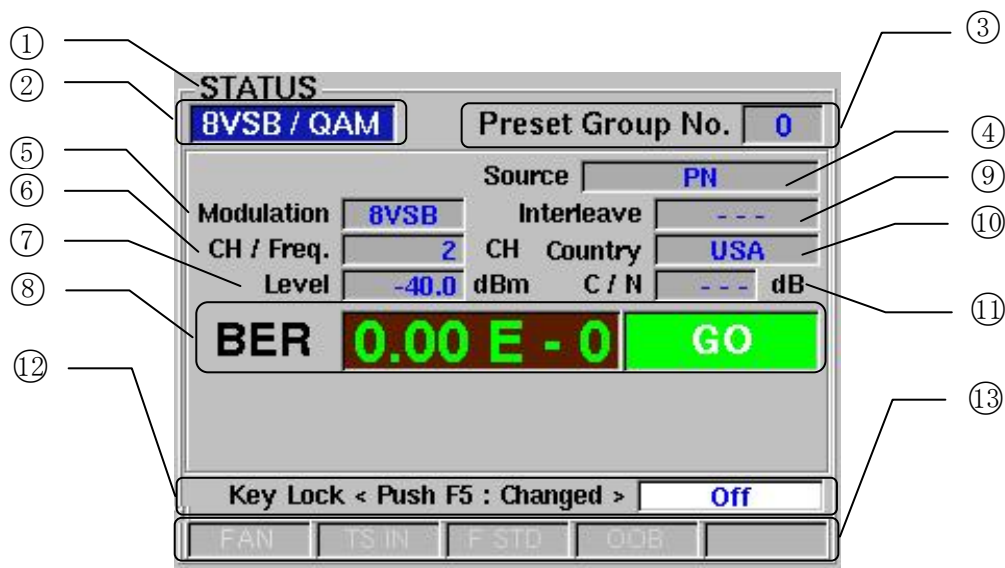 ① STATUS ③
② 8VSB / QAM Preset Group No. 0
④ Source PN
⑤ Modulation 8VSB Interleave - - - ⑨
⑥ CH / Freq. 2 CH Country USA ⑩
⑦ Level -40.0 dBm C / N - - - dB ⑪
⑧ BER 0.00 E - 0 GO
⑫ Key Lock < Push F5 : Changed > Off
FAN TS IN F STD OOB ⑬